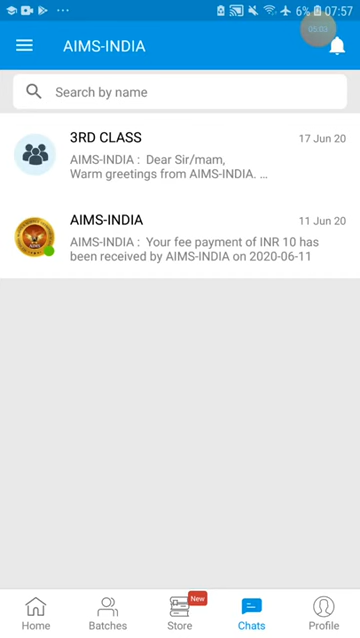 6% 07:57
05:03
AIMS-INDIA
Search by name
3RD CLASS 17 Jun 20
AIMS-INDIA : Dear Sir/mam,
Warm greetings from AIMS-INDIA. ...
AIMS-INDIA 11 Jun 20
AIMS-INDIA : Your fee payment of INR 10 has
been received by AIMS-INDIA on 2020-06-11
New
Home Batches Store Chats Profile